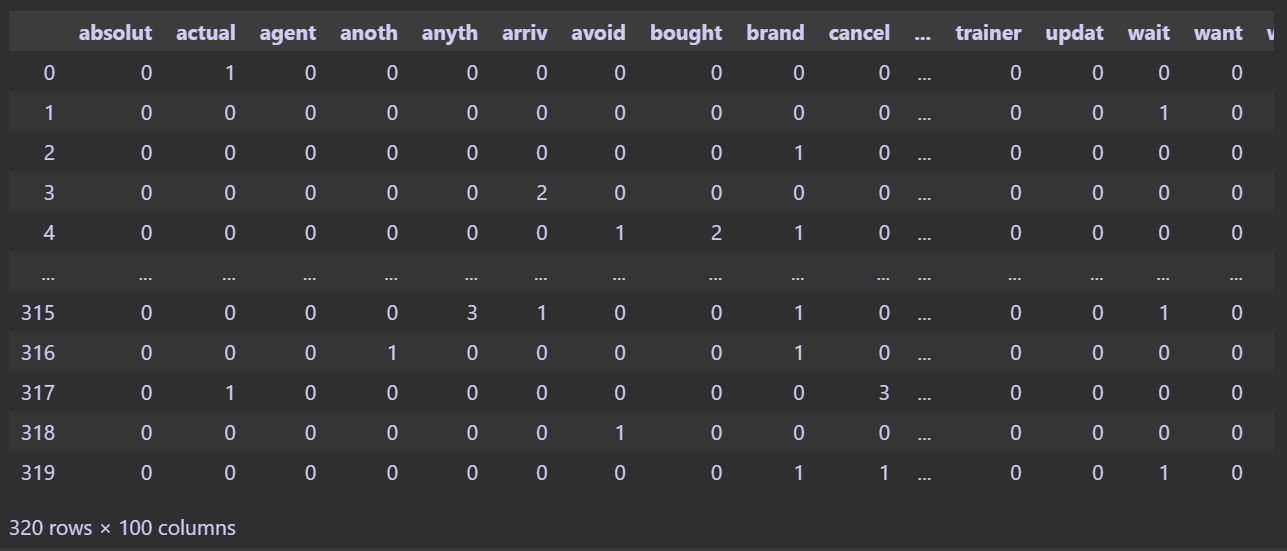 absolut actual agent anoth anyth arriv avoid bought brand cancel ... trainer updat wait want
0 0 1 0 0 0 0 0 0 0 0 ... 0 0 0 0
1 0 0 0 0 0 0 0 0 0 0 ... 0 0 1 0
2 0 0 0 0 0 0 0 0 1 0 ... 0 0 0 0
3 0 0 0 0 0 2 0 0 0 0 ... 0 0 0 0
4 0 0 0 0 0 0 1 2 1 0 ... 0 0 0 0
... ... ... ... ... ... ... ... ... ... ... ... ... ... ... ...
315 0 0 0 0 3 1 0 0 1 0 ... 0 0 1 0
316 0 0 0 1 0 0 0 0 1 0 ... 0 0 0 0
317 0 1 0 0 0 0 0 0 0 3 ... 0 0 0 0
318 0 0 0 0 0 0 1 0 0 0 ... 0 0 0 0
319 0 0 0 0 0 0 0 0 1 1 ... 0 0 1 0
320 rows × 100 columns